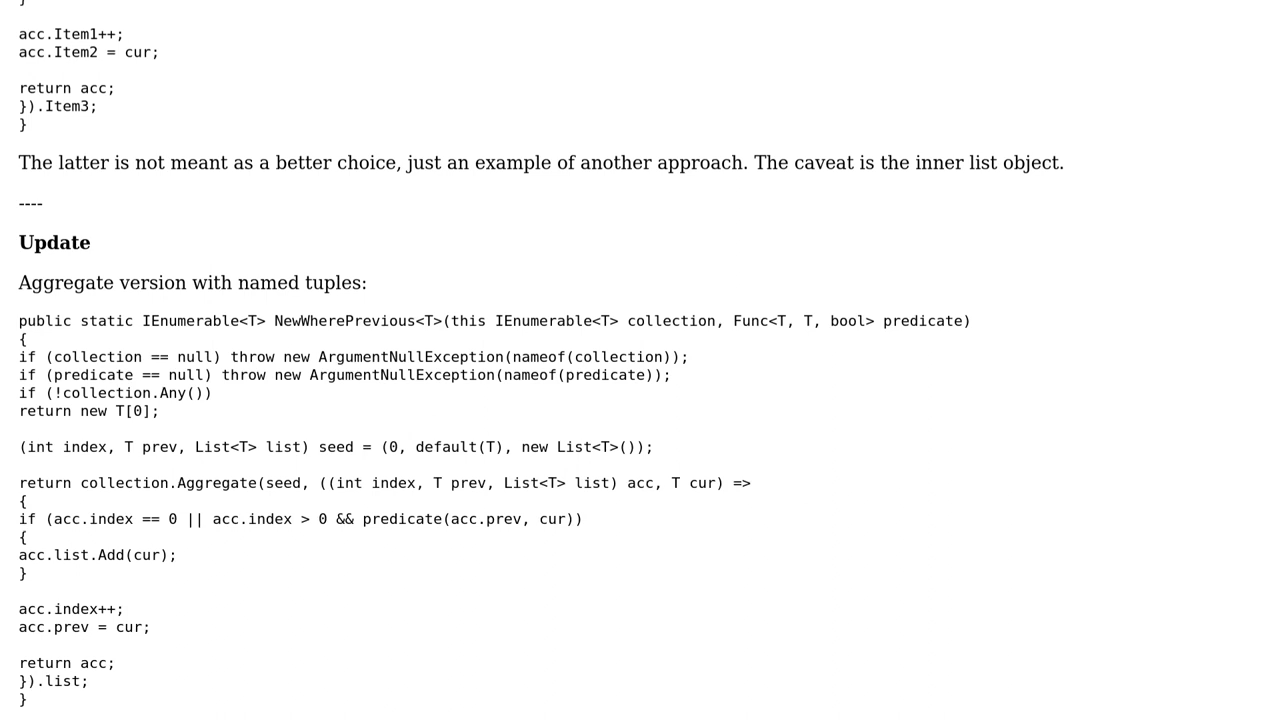 }
acc.Item1++;
acc.Item2 = cur;
return acc;
}).Item3;
}
The latter is not meant as a better choice, just an example of another approach. The caveat is the inner list object.
----
Update
Aggregate version with named tuples:
public static IEnumerable<T> NewWherePrevious<T>(this IEnumerable<T> collection, Func<T, T, bool> predicate)
{
if (collection == null) throw new ArgumentNullException(nameof(collection));
if (predicate == null) throw new ArgumentNullException(nameof(predicate));
if (!collection.Any())
return new T[0];
(int index, T prev, List<T> list) seed = (0, default(T), new List<T>());
return collection.Aggregate(seed, ((int index, T prev, List<T> list) acc, T cur) =>
{
if (acc.index == 0 || acc.index > 0 && predicate(acc.prev, cur))
{
acc.list.Add(cur);
}
acc.index++;
acc.prev = cur;
return acc;
}).list;
}